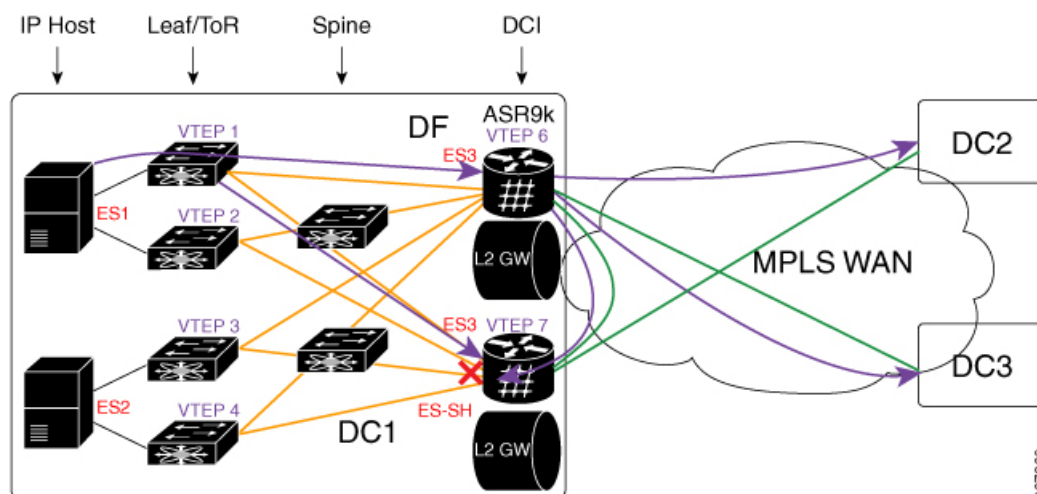 IP Host Leaf/ToR Spine DCI
ASR9k
DF
VTEP 1
VTEP 6
ES3
DC2
ES1
VTEP 2
L2 GW
MPLS WAN
VTEP 3
ES3
VTEP 7
DC3
ES2
VTEP 4
ES-SH
DC1
L2 GW